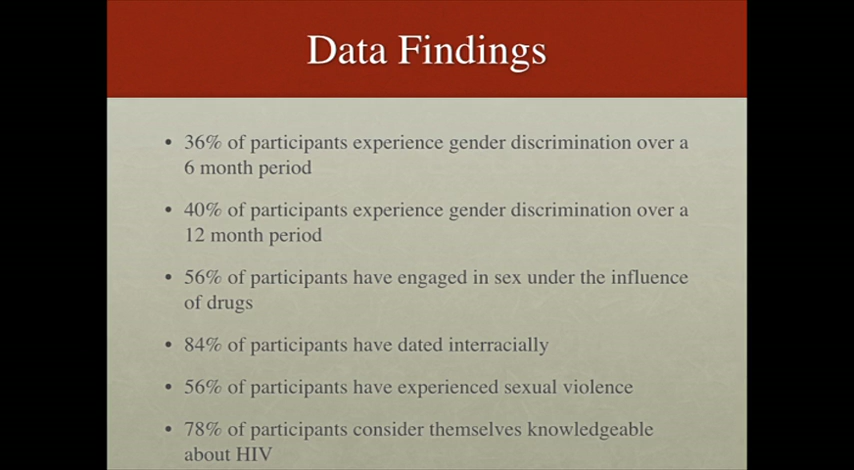 Data Findings
• 36% of participants experience gender discrimination over a
6 month period
• 40% of participants experience gender discrimination over a
12 month period
• 56% of participants have engaged in sex under the influence
of drugs
• 84% of participants have dated interracially
• 56% of participants have experienced sexual violence
• 78% of participants consider themselves knowledgeable
about HIV